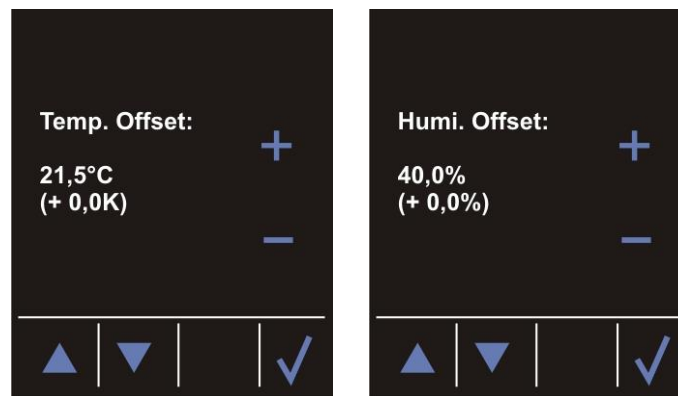 Temp. Offset:
21,5°C
(+ 0,0K)
Humi. Offset:
40,0%
(+ 0,0%)